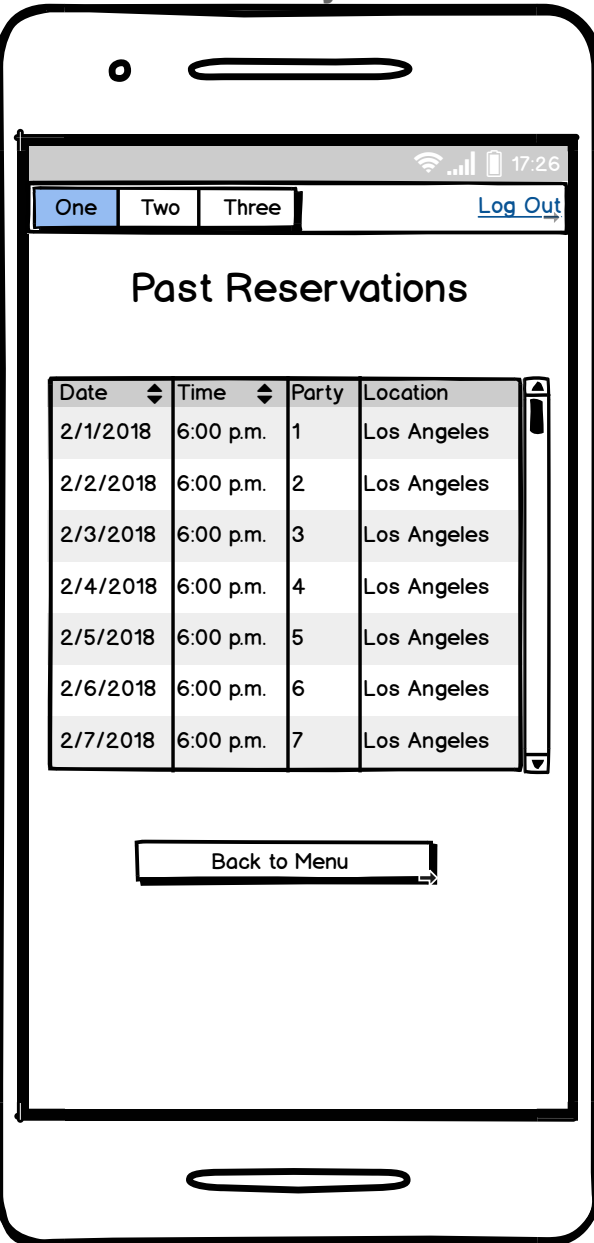 17:26
One Two Three Log Out
Past Reservations
Date Time Party Location
2/1/2018 6:00 p.m. 1 Los Angeles
2/2/2018 6:00 p.m. 2 Los Angeles
2/3/2018 6:00 p.m. 3 Los Angeles
2/4/2018 6:00 p.m. 4 Los Angeles
2/5/2018 6:00 p.m. 5 Los Angeles
2/6/2018 6:00 p.m. 6 Los Angeles
2/7/2018 6:00 p.m. 7 Los Angeles
Back to Menu